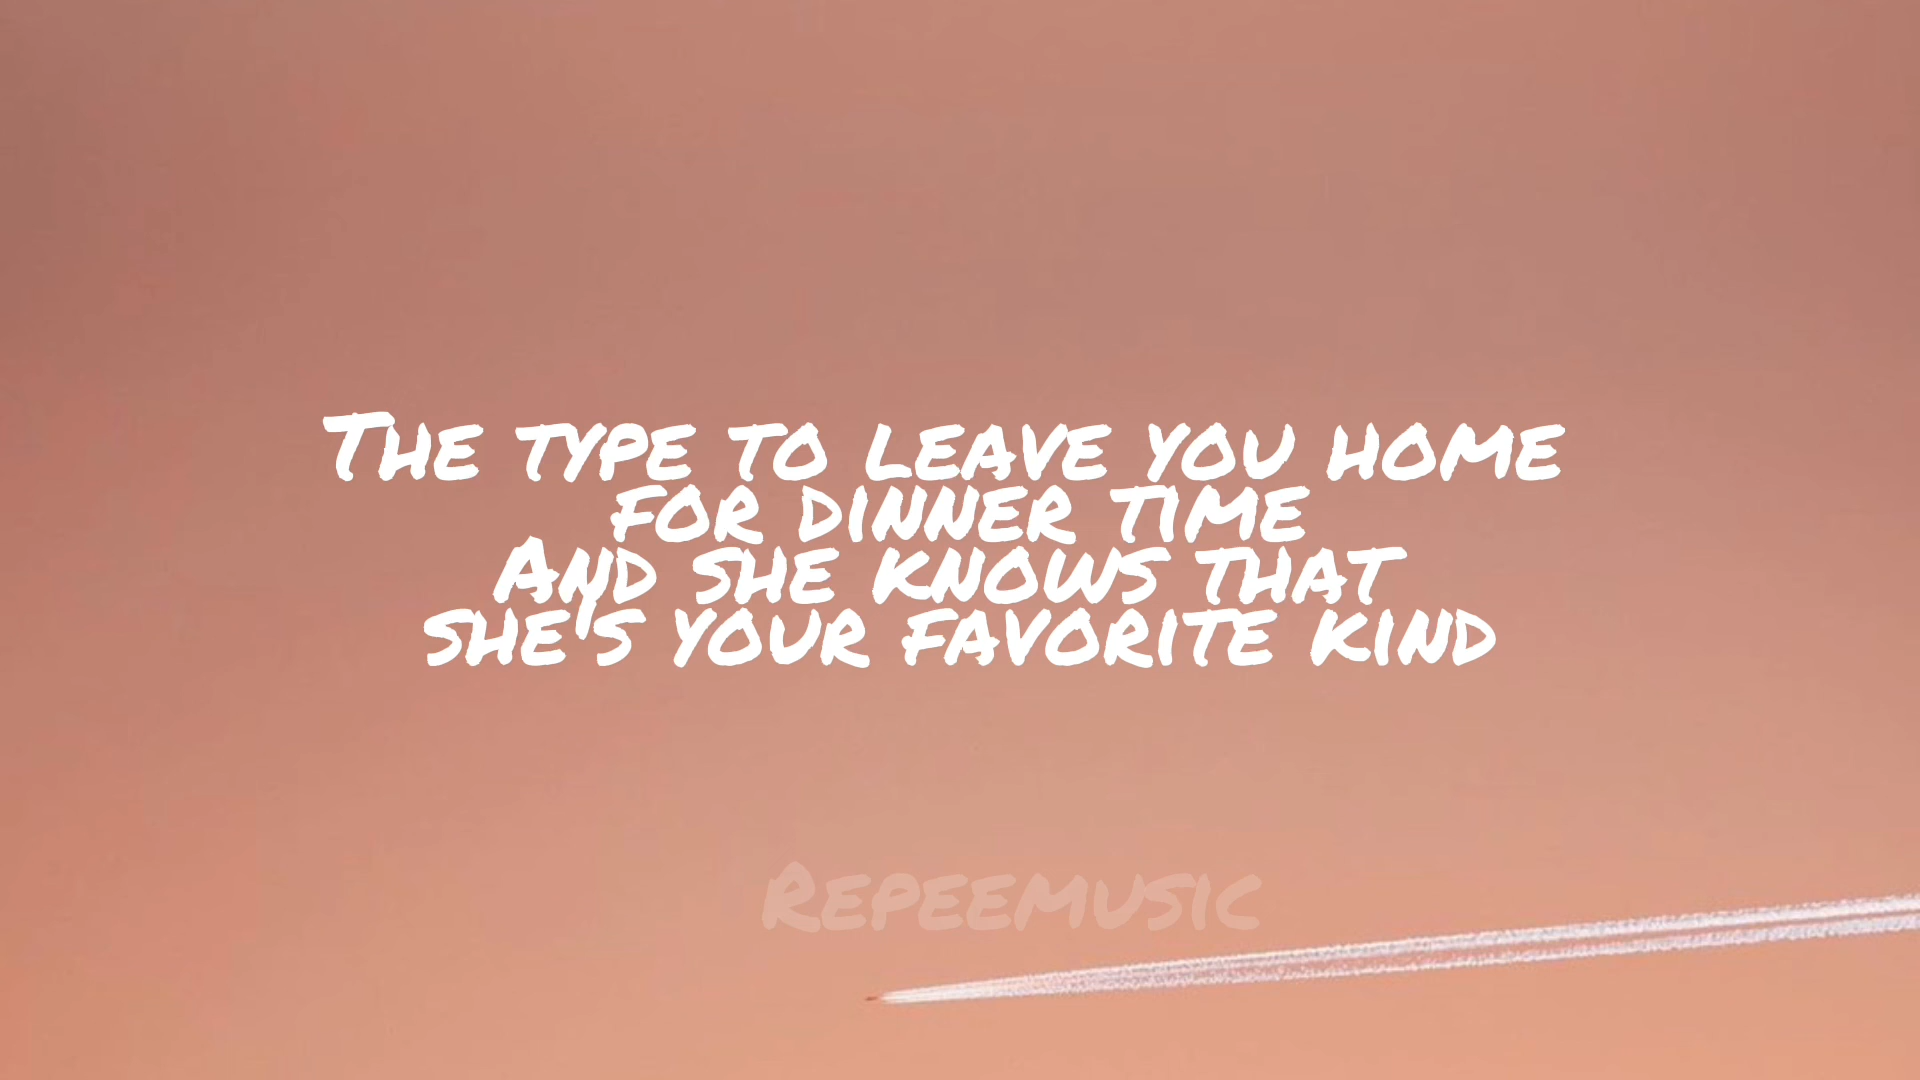 The type to leave you home
for dinner time
And she knows that
she's your favorite kind
Repeemusic